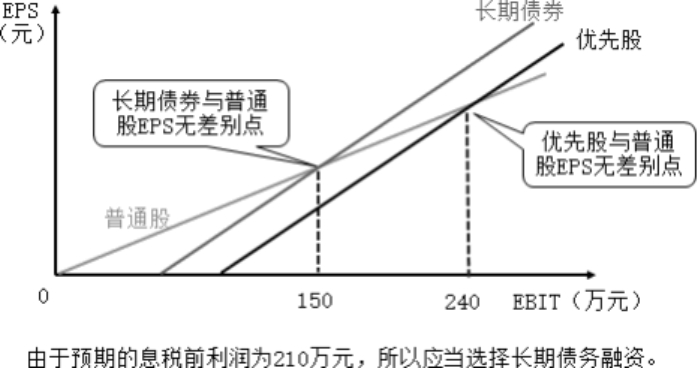 EPS
（元）
长期债券
优先股
长期债券与普通
股EPS无差别点
优先股与普通
股EPS无差别点
普通股
0
150
240
EBIT（万元）
由于预期的息税前利润为210万元，所以应当选择长期债务融资。